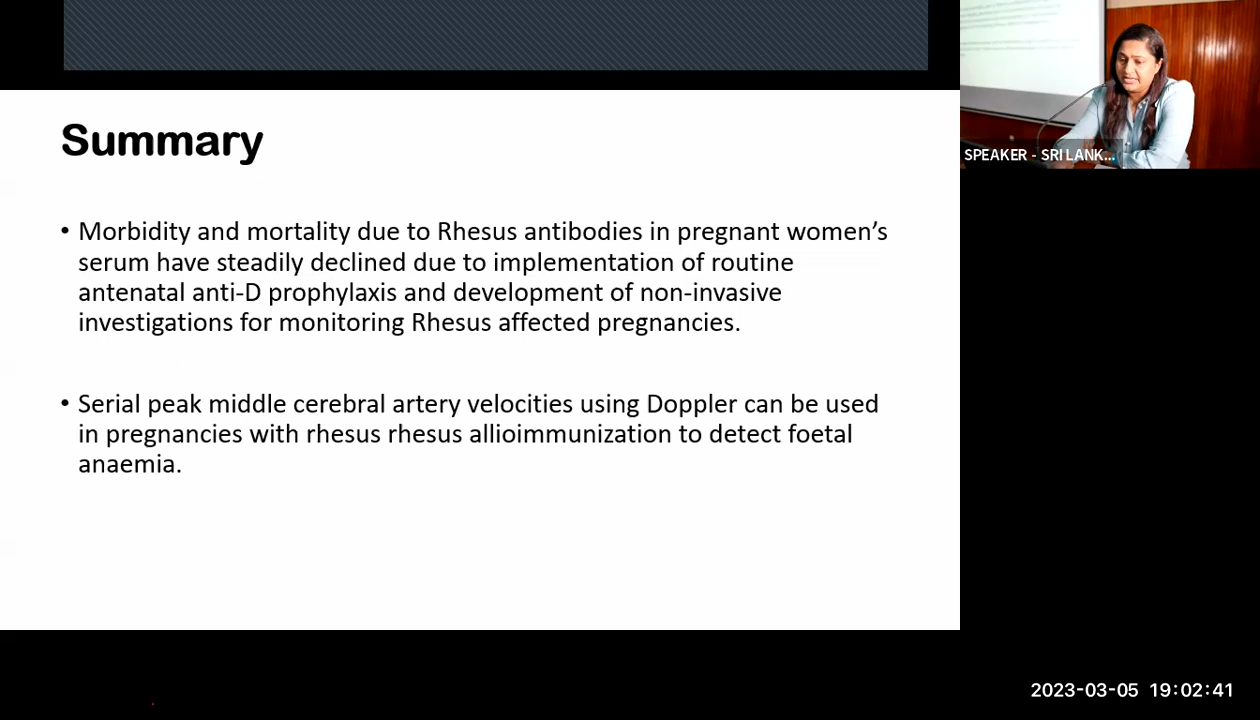 Summary
• Morbidity and mortality due to Rhesus antibodies in pregnant women’s
serum have steadily declined due to implementation of routine
antenatal anti-D prophylaxis and development of non-invasive
investigations for monitoring Rhesus affected pregnancies.
• Serial peak middle cerebral artery velocities using Doppler can be used
in pregnancies with rhesus rhesus allioimmunization to detect foetal
anaemia.
SPEAKER - SRI LANK...
2023-03-05 19:02:41